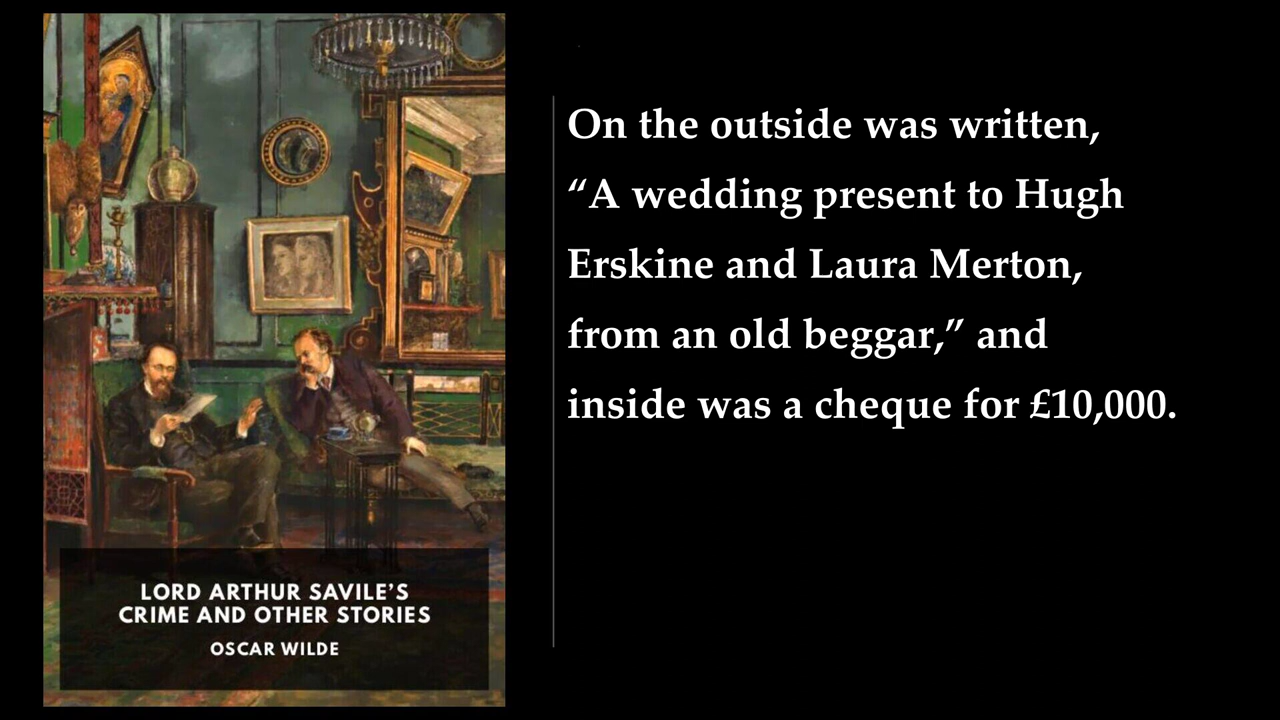 On the outside was written,
“A wedding present to Hugh
Erskine and Laura Merton,
from an old beggar,” and
inside was a cheque for £10,000.
LORD ARTHUR SAVILE’S
CRIME AND OTHER STORIES
OSCAR WILDE